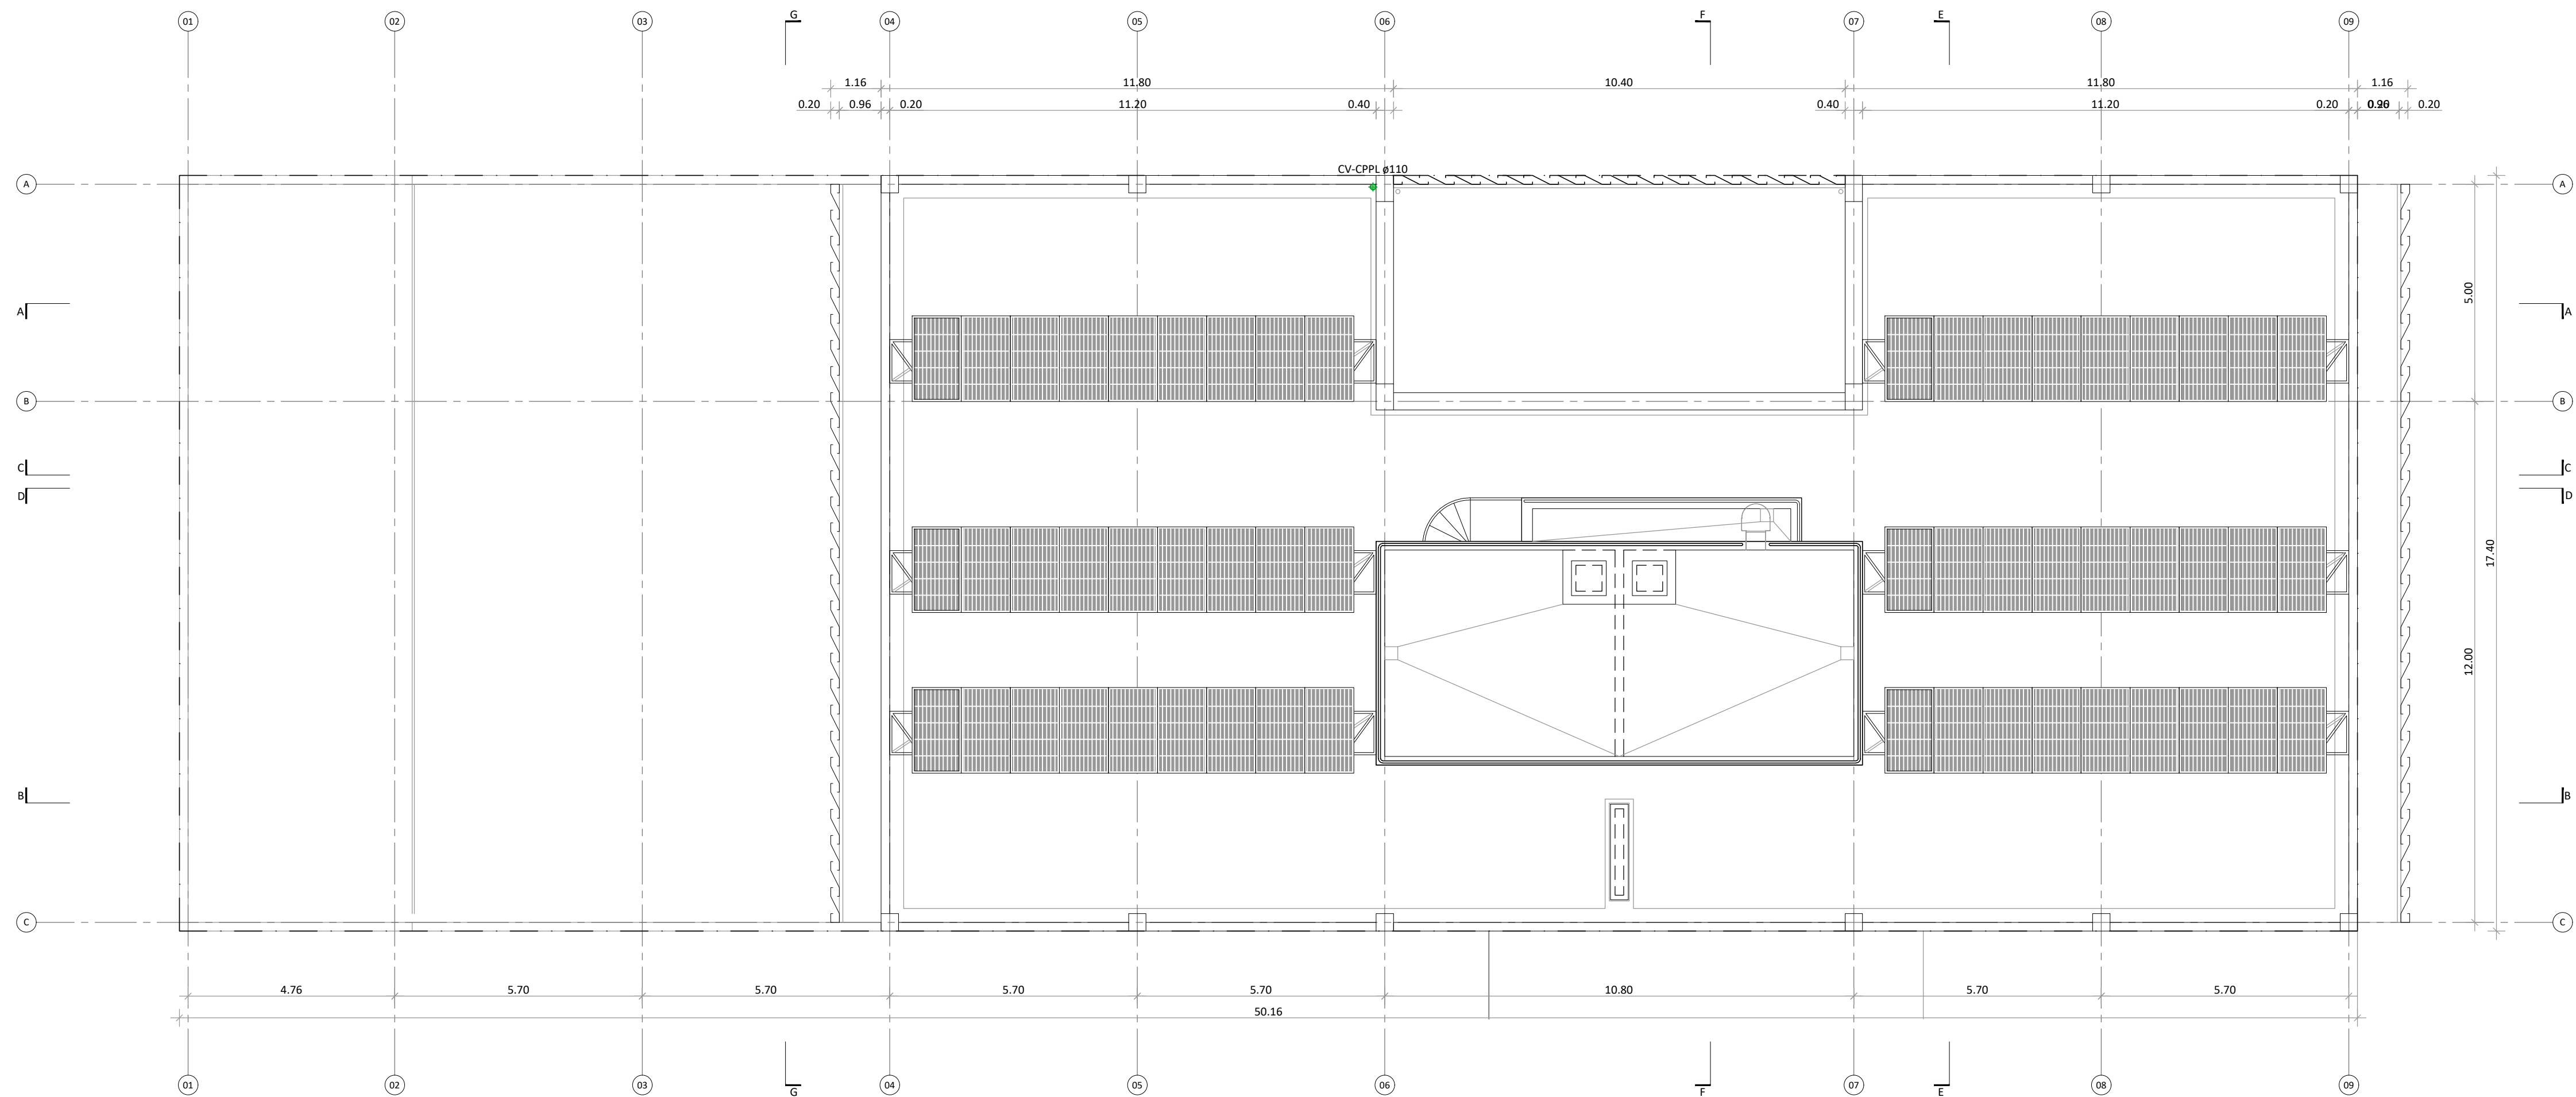 01 02 03 G 04 05 06 F 07 E 08 09
1.16 11.80 10.40 11.80 1.16
0.20 0.96 0.20 11.20 0.40 0.40 11.20 0.20 0.20
CV-CPPL ø110
A A
5.00
A A
B B
C C
D D
17.40
12.00
B B
C C
4.76 5.70 5.70 5.70 5.70 10.80 5.70 5.70
50.16
01 02 03 G 04 05 06 F 07 E 08 09